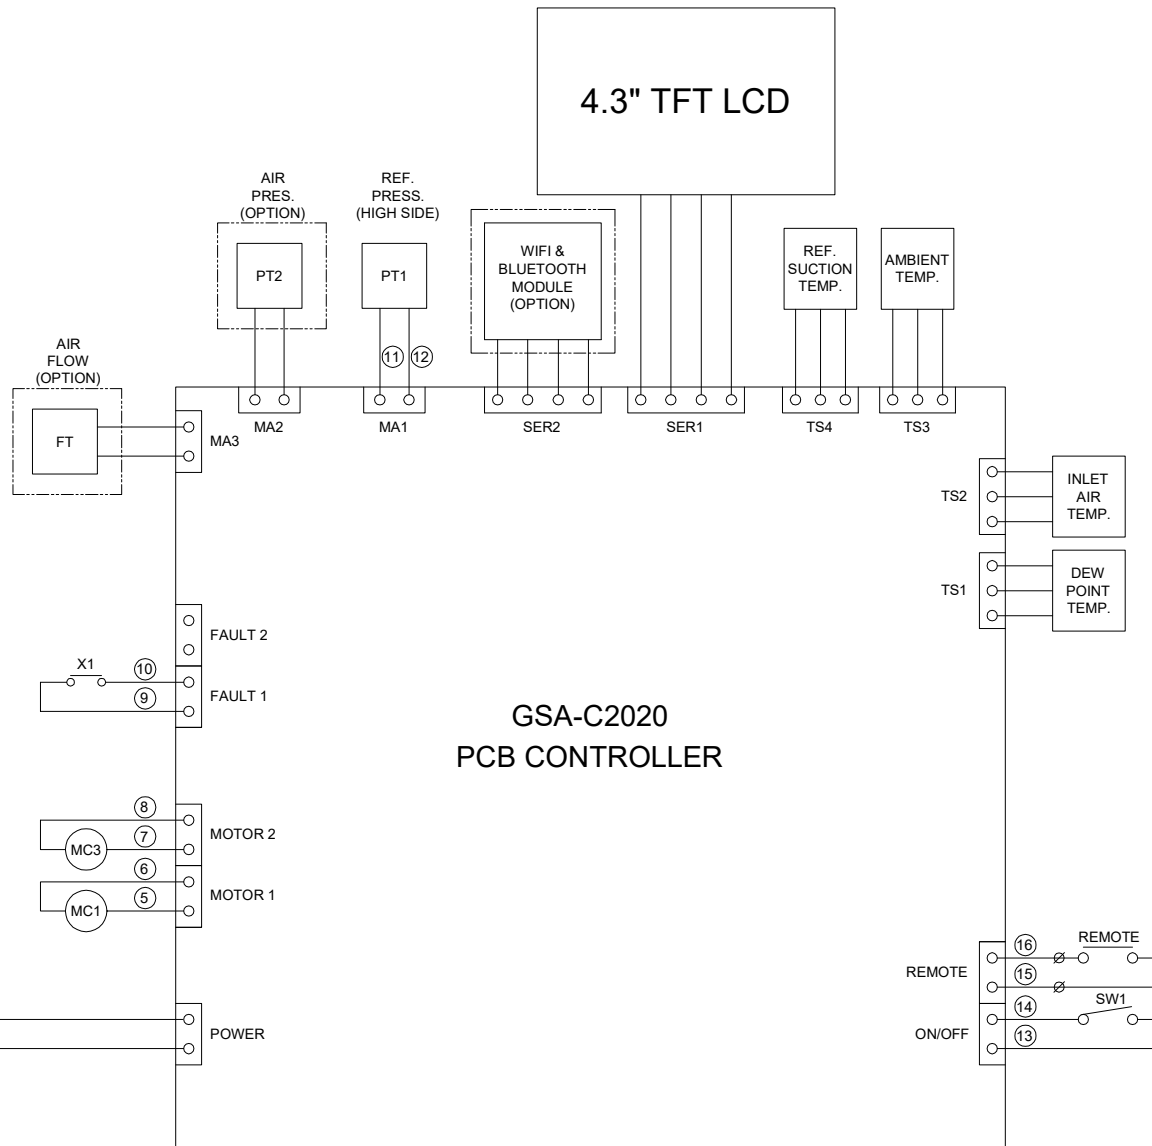 4.3" TFT LCD
AIR
PRES.
(OPTION)
REF.
PRESS.
(HIGH SIDE)
PT2
PT1
WIFI &
BLUETOOTH
MODULE
(OPTION)
REF.
SUCTION
TEMP.
AMBIENT
TEMP.
11
12
AIR
FLOW
(OPTION)
FT
MA3
MA2
MA1
SER2
SER1
TS4
TS3
TS2
INLET
AIR
TEMP.
TS1
DEW
POINT
TEMP.
FAULT 2
X1
10
9
FAULT 1
GSA-C2020
PCB CONTROLLER
8
7
MC3
MOTOR 2
6
5
MC1
MOTOR 1
POWER
REMOTE
16
15
REMOTE
ON/OFF
14
13
SW1